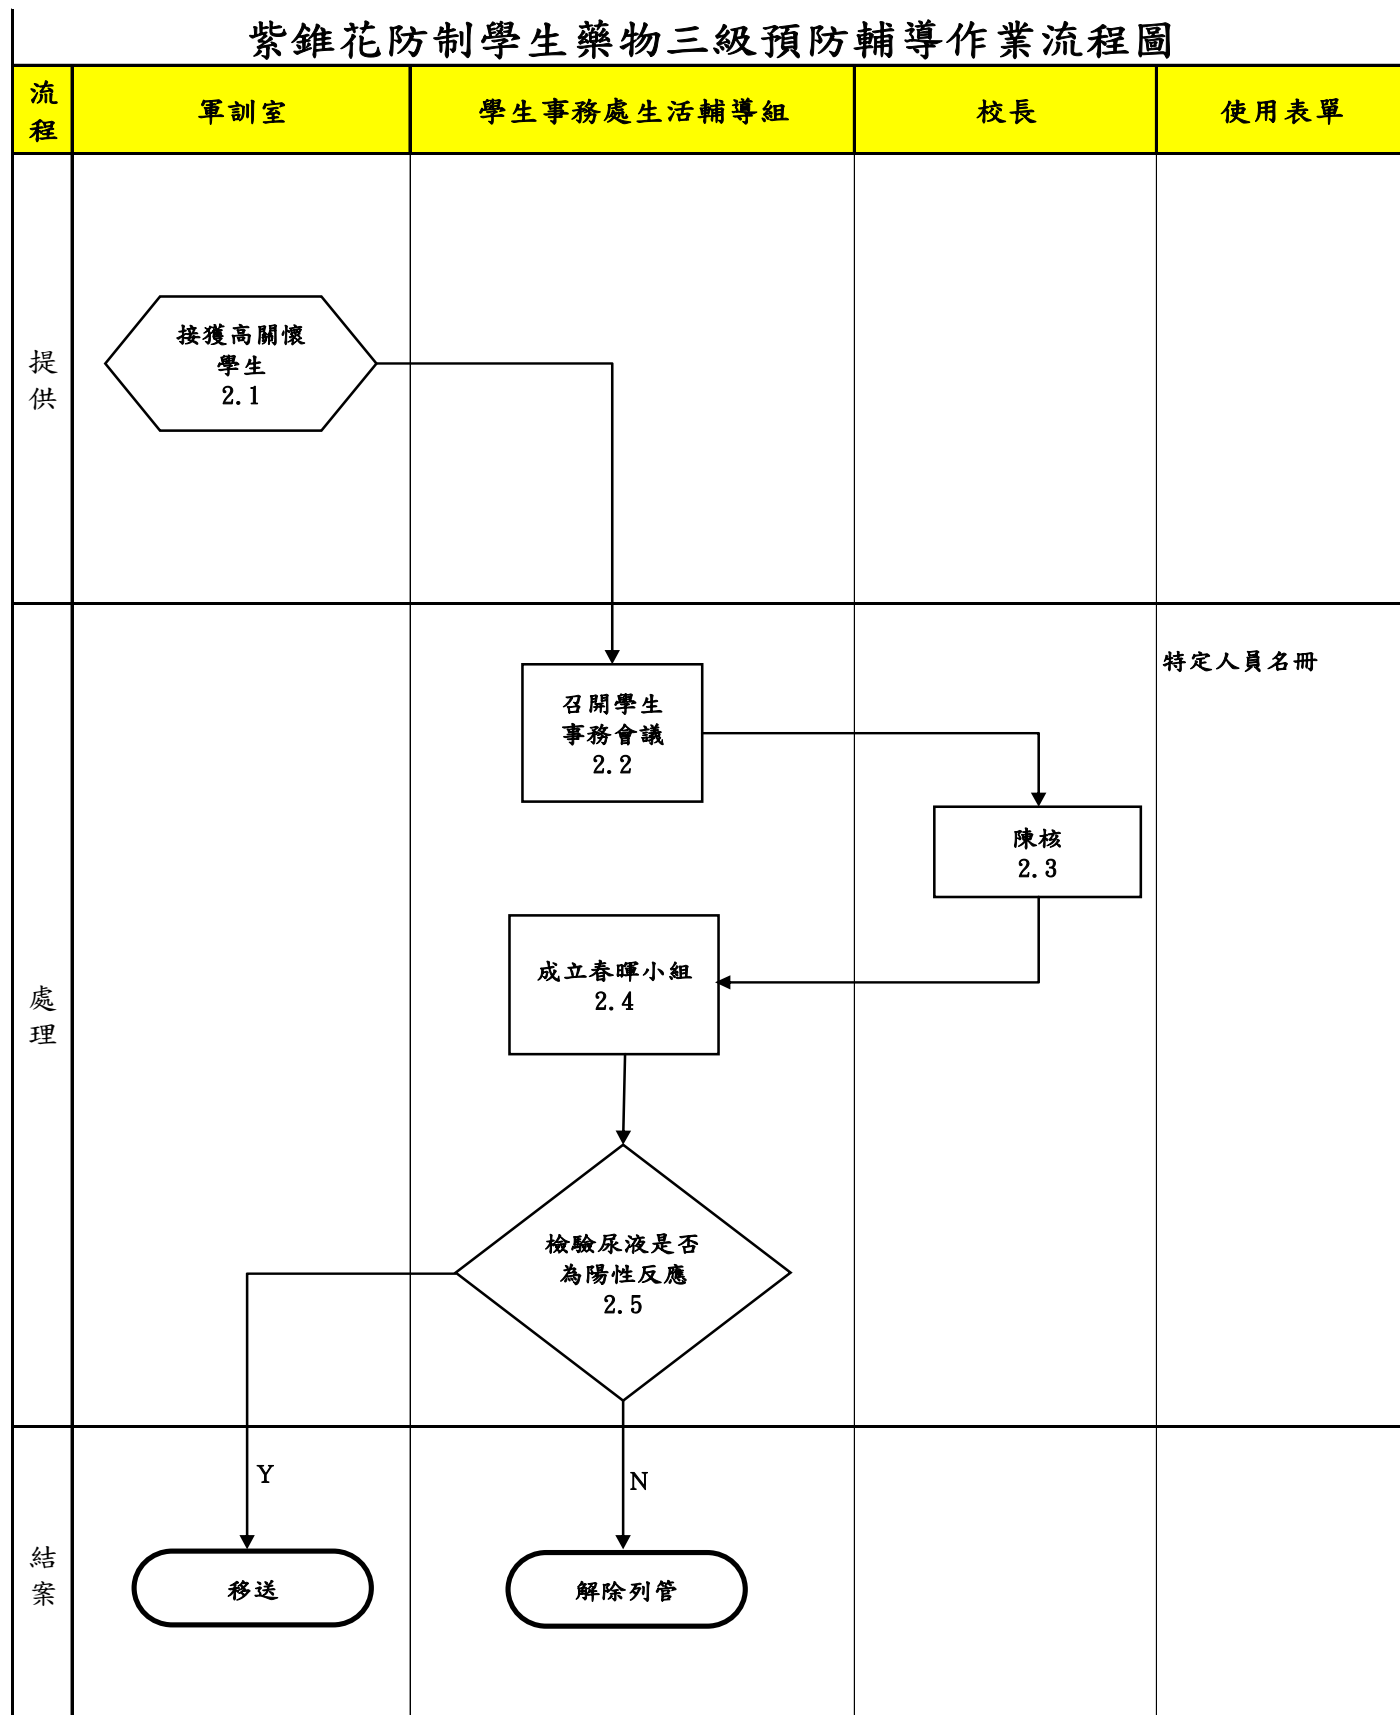 紫錐花防制學生藥物三級預防輔導作業流程圖
流
程
軍訓室
學生事務處生活輔導組
校長
使用表單
提
供
接獲高關懷
學生
2.1
處
理
特定人員名冊
召開學生
事務會議
2.2
陳核
2.3
成立春暉小組
2.4
檢驗尿液是否
為陽性反應
2.5
結
案
Y
N
移送
解除列管